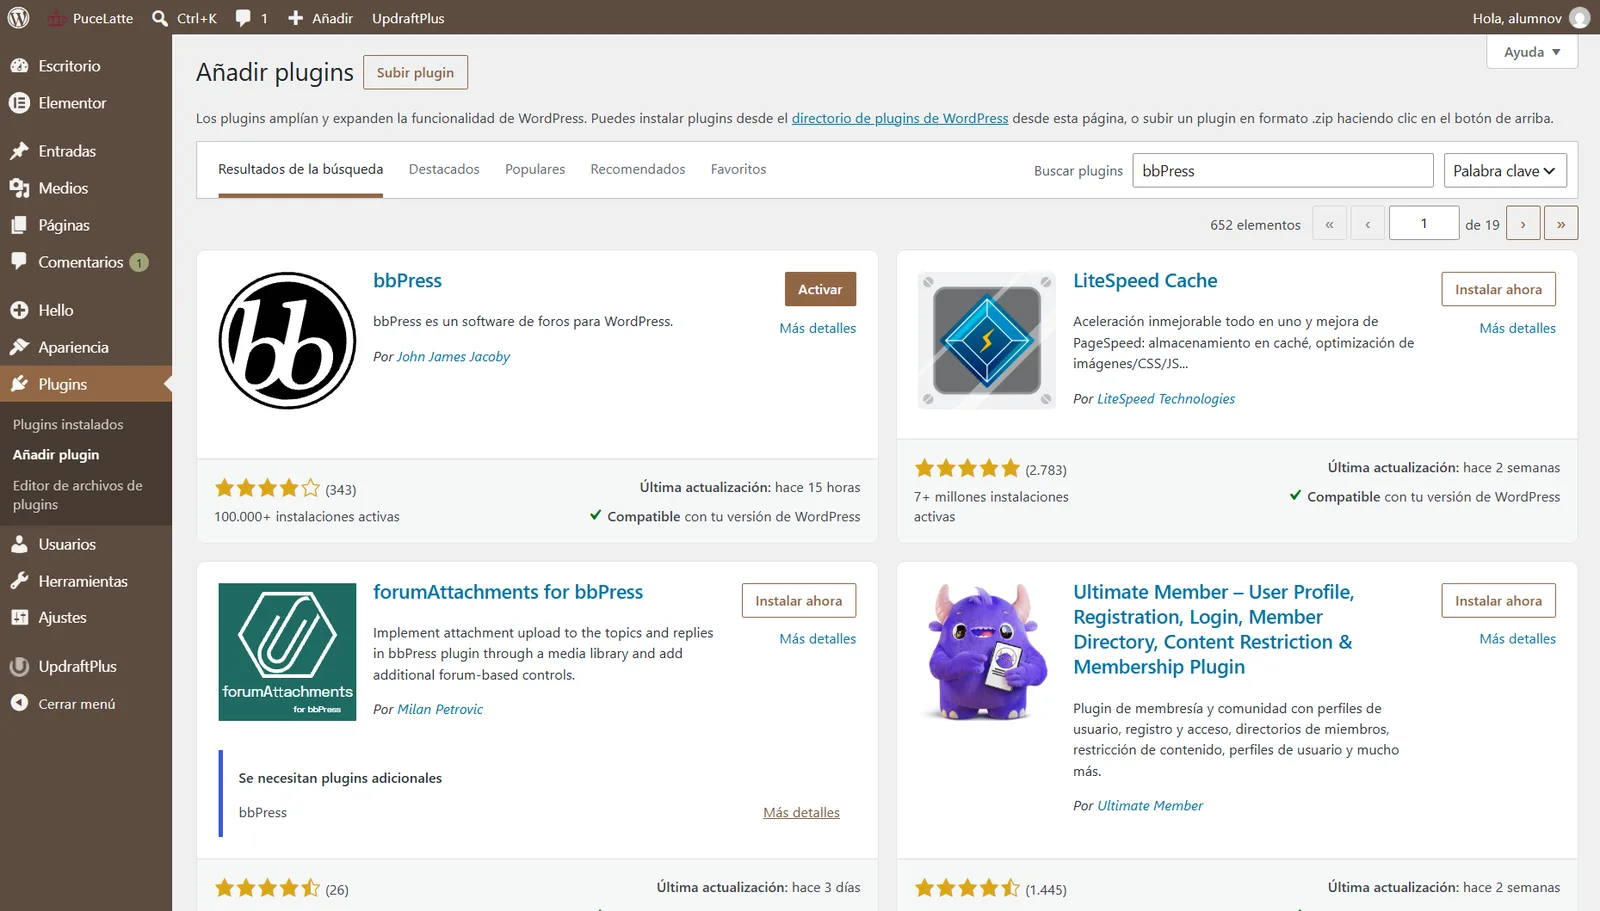 PuceLatte
Ctrl+K
1
Añadir
UpdraftPlus
Hola, alumnov
Escritorio
Elementor
Entradas
Medios
Páginas
Comentarios 1
Hello
Apariencia
Plugins
Plugins instalados
Añadir plugin
Editor de archivos de
plugins
Usuarios
Herramientas
Ajustes
UpdraftPlus
Cerrar menú
Ayuda
Añadir plugins
Subir plugin
Los plugins amplían y expanden la funcionalidad de WordPress. Puedes instalar plugins desde el directorio de plugins de WordPress desde esta página, o subir un plugin en formato .zip haciendo clic en el botón de arriba.
Resultados de la búsqueda
Destacados
Populares
Recomendados
Favoritos
Buscar plugins
bbPress
Palabra clave
652 elementos
«
‹
1
de 19
›
»
bb
bbPress
Activar
Más detalles
bbPress es un software de foros para WordPress.
Por John James Jacoby
(343)
100.000+ instalaciones activas
Última actualización: hace 15 horas
Compatible con tu versión de WordPress
LiteSpeed Cache
Instalar ahora
Más detalles
Aceleración inmejorable todo en uno y mejora de
PageSpeed: almacenamiento en caché, optimización de
imágenes/CSS/JS...
Por LiteSpeed Technologies
(2.783)
7+ millones instalaciones
activas
Última actualización: hace 2 semanas
Compatible con tu versión de WordPress
forumAttachments
for bbPress
forumAttachments for bbPress
Instalar ahora
Más detalles
Implement attachment upload to the topics and replies
in bbPress plugin through a media library and add
additional forum-based controls.
Por Milan Petrovic
Se necesitan plugins adicionales
bbPress
Más detalles
(26)
Última actualización: hace 3 días
Ultimate Member – User Profile,
Registration, Login, Member
Directory, Content Restriction &
Membership Plugin
Instalar ahora
Más detalles
Plugin de membresía y comunidad con perfiles de
usuario, registro y acceso, directorios de miembros,
restricción de contenido, perfiles de usuario y mucho
más.
Por Ultimate Member
(1.445)
Última actualización: hace 2 semanas